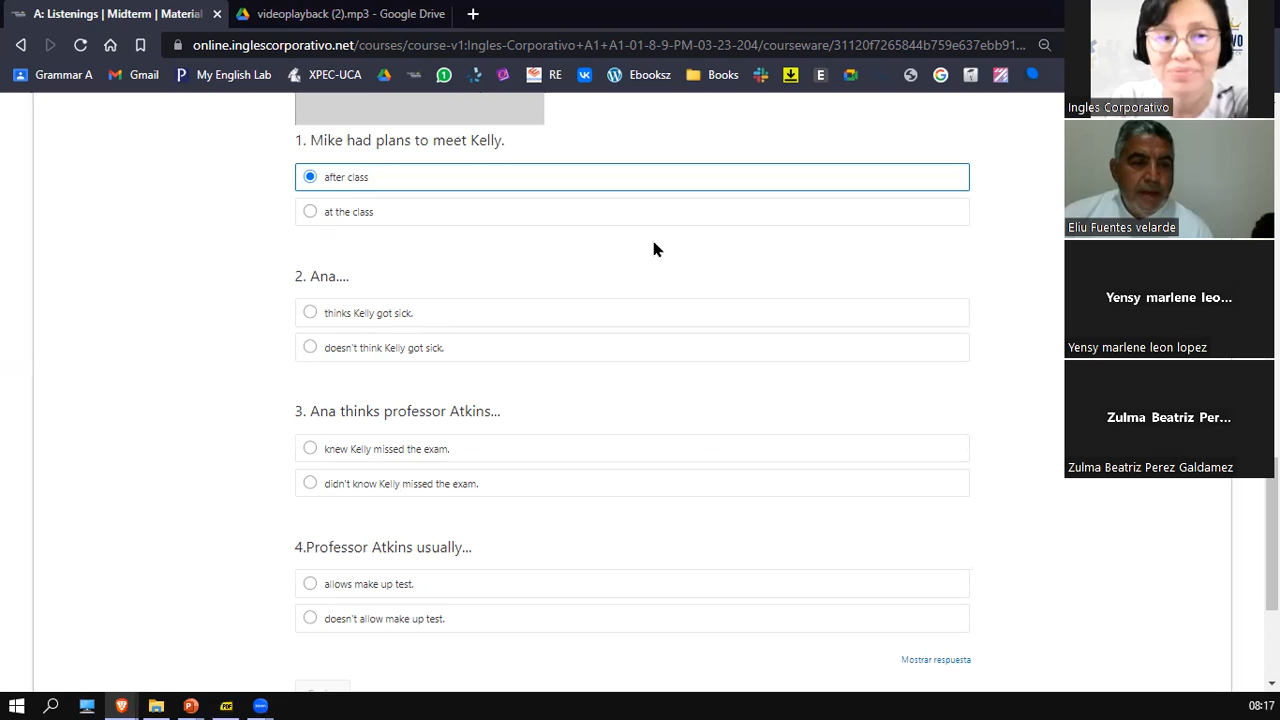 A: Listenings | Midterm | Material
videoplayback (2).mp3 - Google Drive
online.inglescorporativo.net/courses/course-v1:Ingles-Corporativo+A1+A1-01-8-9-PM-03-23-204/courseware/31120f7265844b759e637ebb91...
Grammar A
Gmail
My English Lab
XPEC-UCA
RE
WordPress
Ebooksz
Books
1. Mike had plans to meet Kelly.
after class
at the class
2. Ana....
thinks Kelly got sick.
doesn't think Kelly got sick.
3. Ana thinks professor Atkins...
knew Kelly missed the exam.
didn't know Kelly missed the exam.
4.Professor Atkins usually...
allows make up test.
doesn't allow make up test.
Mostrar respuesta
Ingles Corporativo
Eliu Fuentes velarde
Yensy marlene leo...
Yensy marlene leon lopez
Zulma Beatriz Per...
Zulma Beatriz Perez Galdamez
08:17